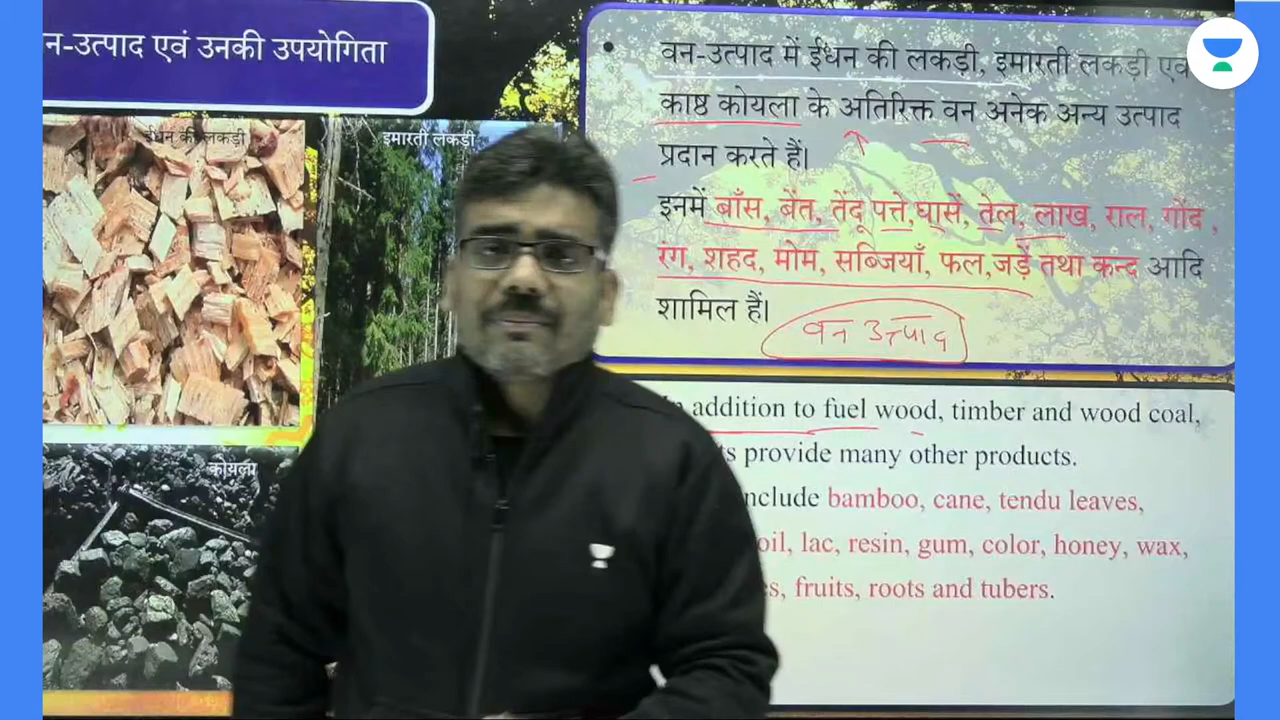 न-उत्पाद एवं उनकी उपयोगिता
ईंधन की लकड़ी
इमारती लकड़ी
कोयला
वन-उत्पाद में ईंधन की लकड़ी, इमारती लकड़ी एव
काष्ठ कोयला के अतिरिक्त वन अनेक अन्य उत्पाद
प्रदान करते हैं।
इनमें बाँस, बेंत, तेंदू पत्ते,घासें, तेल, लाख, राल, गोंद ,
रंग, शहद, मोम, सब्जियाँ, फल,जड़ें तथा कन्द आदि
शामिल हैं।
वन उत्पाद
In addition to fuel wood, timber and wood coal,
ts provide many other products.
nclude bamboo, cane, tendu leaves,
oil, lac, resin, gum, color, honey, wax,
es, fruits, roots and tubers.